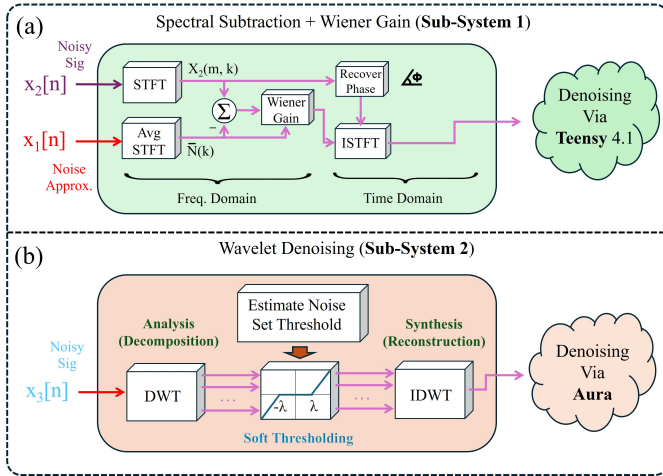 (a)
Spectral Subtraction + Wiener Gain (Sub-System 1)
Noisy
Sig
x₂[n]
STFT
X₂(m, k)
Recover
Phase
∡Φ
Σ
−
Wiener
Gain
x₁[n]
Avg
STFT
N̅(k)
ISTFT
Noise
Approx.
Freq. Domain
Time Domain
Denoising
Via
Teensy 4.1
(b)
Wavelet Denoising (Sub-System 2)
Estimate Noise
Set Threshold
Analysis
(Decomposition)
Synthesis
(Reconstruction)
Noisy
Sig
x₃[n]
DWT
...
-λ λ
...
IDWT
Soft Thresholding
Denoising
Via
Aura